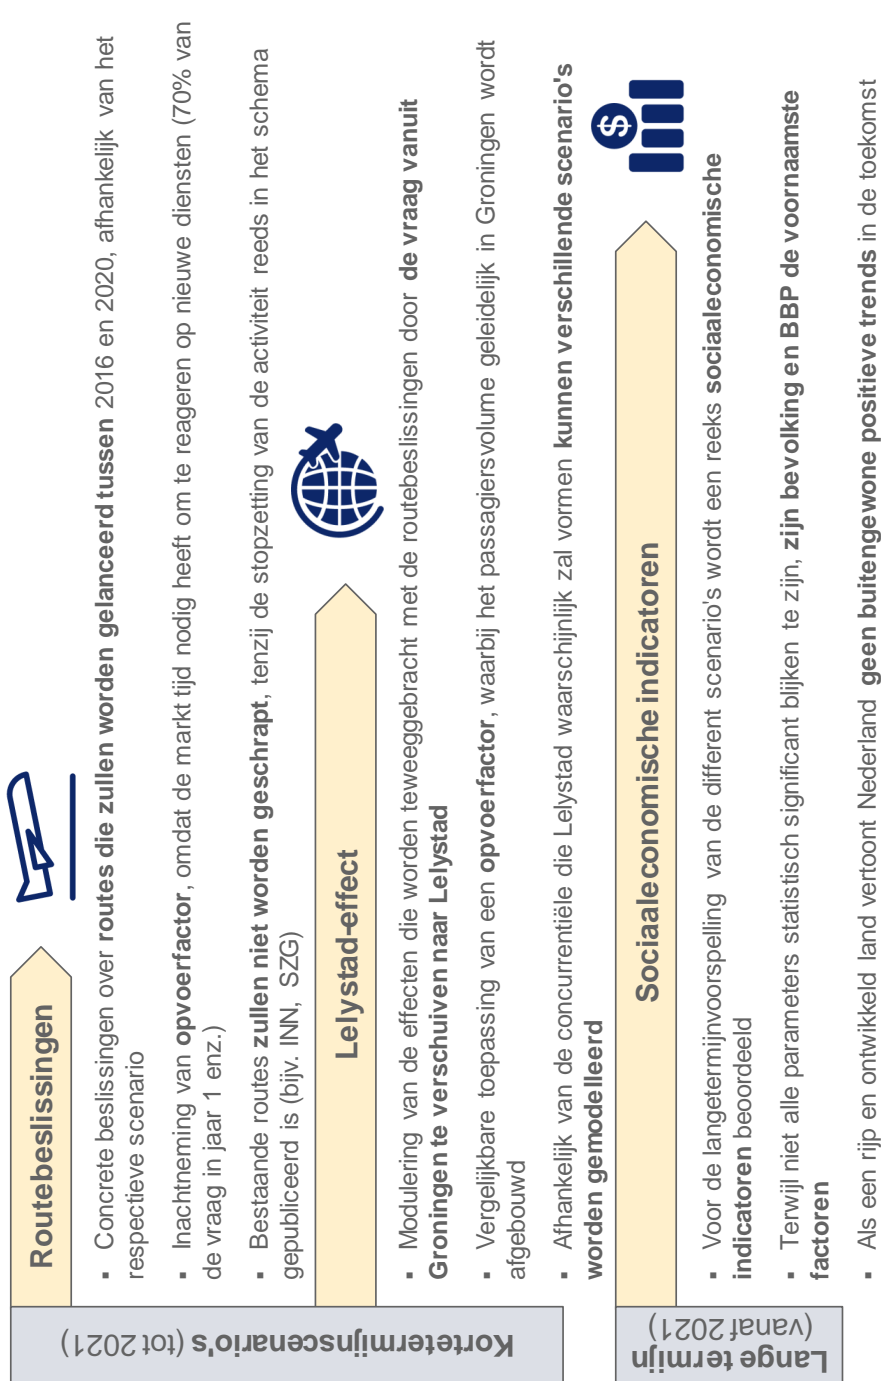 Kortetermijnscenario's (tot 2021)
Routebeslissingen
▪ Concrete beslissingen over routes die zullen worden gelanceerd tussen 2016 en 2020, afhankelijk van het
respectieve scenario
▪ Inachtneming van opvoerfactor, omdat de markt tijd nodig heeft om te reageren op nieuwe diensten (70% van
de vraag in jaar 1 enz.)
▪ Bestaande routes zullen niet worden geschrapt, tenzij de stopzetting van de activiteit reeds in het schema
gepubliceerd is (bijv. INN, SZG)
Lelystad-effect
▪ Modulering van de effecten die worden teweeggebracht met de routebeslissingen door de vraag vanuit
Groningen te verschuiven naar Lelystad
▪ Vergelijkbare toepassing van een opvoerfactor, waarbij het passagiersvolume geleidelijk in Groningen wordt
afgebouwd
▪ Afhankelijk van de concurrentiële die Lelystad waarschijnlijk zal vormen kunnen verschillende scenario's
worden gemodelleerd
Lange termijn
(vanaf 2021)
Sociaaleconomische indicatoren
$
▪ Voor de langetermijnvoorspelling van de different scenario's wordt een reeks sociaaleconomische
indicatoren beoordeeld
▪ Terwijl niet alle parameters statistisch significant blijken te zijn, zijn bevolking en BBP de voornaamste
factoren
▪ Als een rijp en ontwikkeld land vertoont Nederland geen buitengewone positieve trends in de toekomst